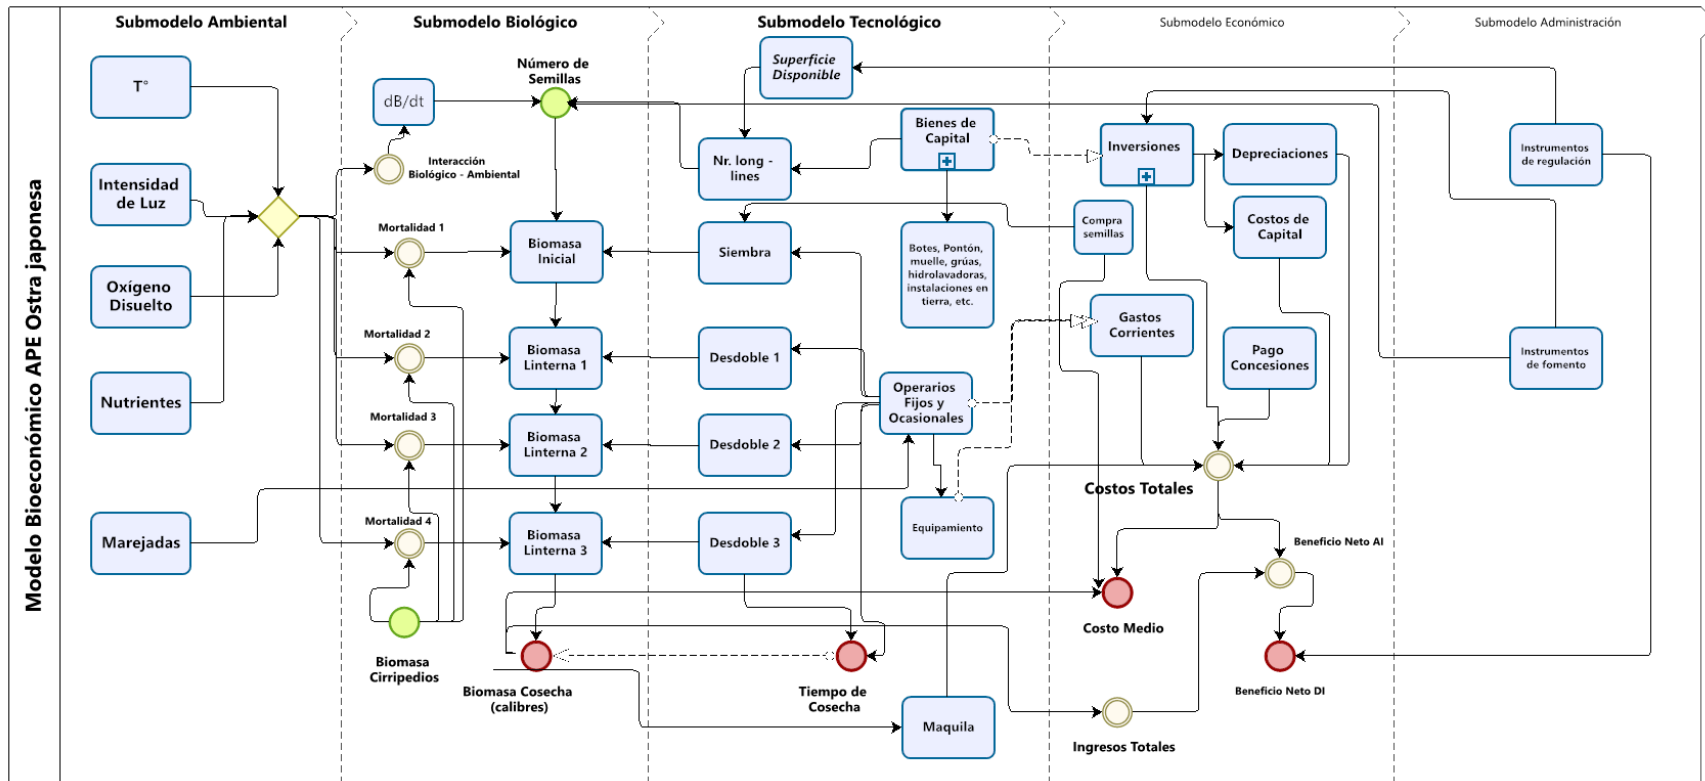 Modelo Bioeconómico APE Ostra japonesa
Submodelo Ambiental
Submodelo Biológico
Submodelo Tecnológico
Submodelo Económico
Submodelo Administración
T°
Intensidad
de Luz
Oxígeno
Disuelto
Nutrientes
Marejadas
dB/dt
Número de
Semillas
Interacción
Biológico - Ambiental
Mortalidad 1
Mortalidad 2
Mortalidad 3
Mortalidad 4
Biomasa
Cirripedios
Biomasa
Inicial
Biomasa
Linterna 1
Biomasa
Linterna 2
Biomasa
Linterna 3
Biomasa Cosecha
(calibres)
Superficie
Disponible
Nr. long -
lines
Siembra
Desdoble 1
Desdoble 2
Desdoble 3
Tiempo de
Cosecha
Bienes de
Capital
Botes, Pontón,
muelle, grúas,
hidrolavadoras,
instalaciones en
tierra, etc.
Operarios
Fijos y
Ocasionales
Equipamiento
Maquila
Inversiones
Depreciaciones
Compra
semillas
Costos de
Capital
Gastos
Corrientes
Pago
Concesiones
Costos Totales
Costo Medio
Beneficio Neto AI
Beneficio Neto DI
Ingresos Totales
Instrumentos
de regulación
Instrumentos
de fomento